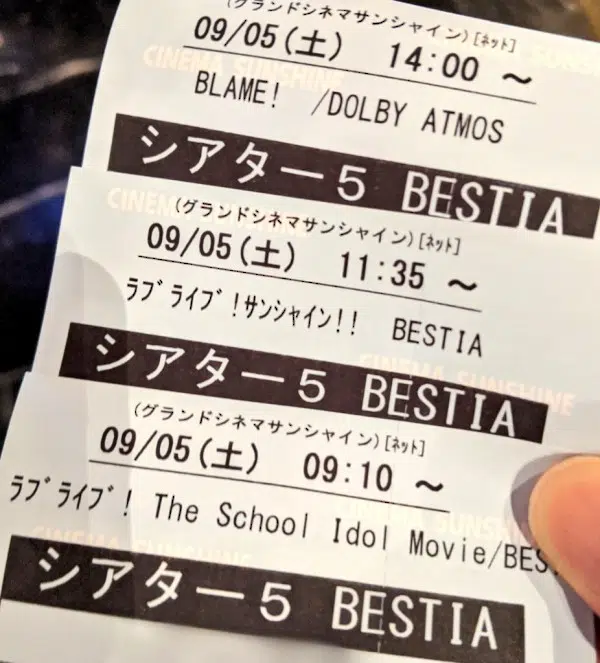 (グランドシネマサンシャイン)[ネット]
09/05(土) 14:00 ~
CINEMA SUNSHINE
BLAME! /DOLBY ATMOS
シアター5 BESTIA
(グランドシネマサンシャイン)[ネット]
09/05(土) 11:35 ~
ラブライブ!サンシャイン!! BESTIA
CINEMA SUNSHINE
シアター5 BESTIA
(グランドシネマサンシャイン)[ネット]
09/05(土) 09:10 ~
CINEMA SUNSHINE
ラブライブ! The School Idol Movie/BES
シアター5 BESTIA